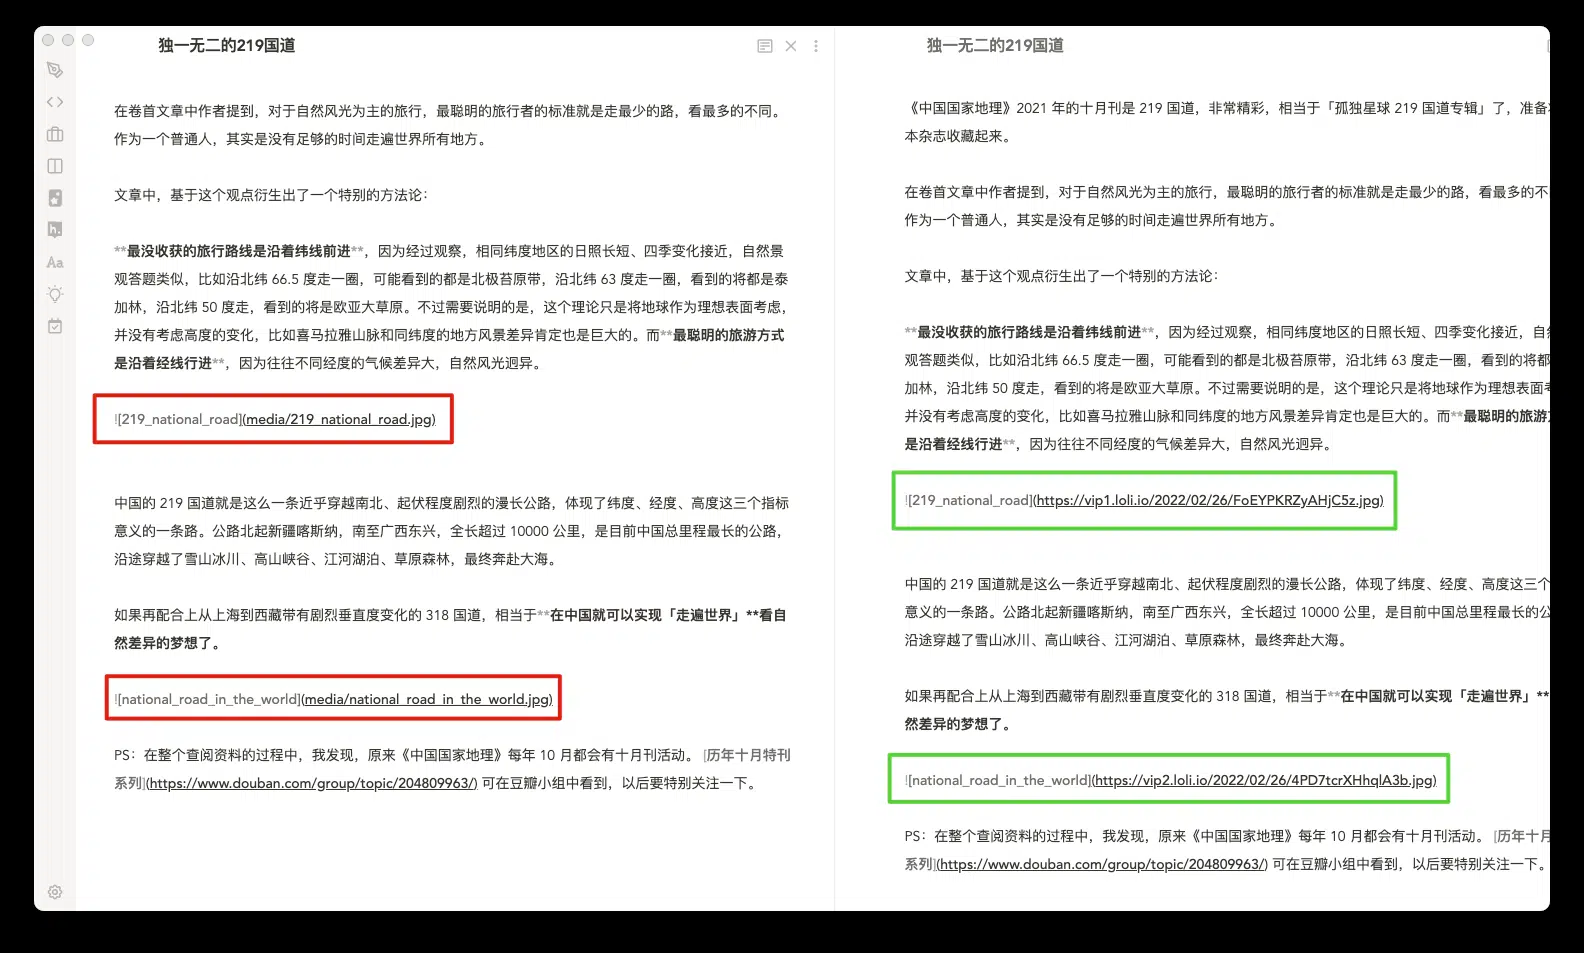 独一无二的219国道
在卷首文章中作者提到，对于自然风光为主的旅行，最聪明的旅行者的标准就是走最少的路，看最多的不同。
作为一个普通人，其实是没有足够的时间走遍世界所有地方。
文章中，基于这个观点衍生出了一个特别的方法论：
**最没收获的旅行路线是沿着纬线前进**，因为经过观察，相同纬度地区的日照长短、四季变化接近，自然景
观答题类似，比如沿北纬 66.5 度走一圈，可能看到的都是北极苔原带，沿北纬 63 度走一圈，看到的将都是泰
加林，沿北纬 50 度走，看到的将是欧亚大草原。不过需要说明的是，这个理论只是将地球作为理想表面考虑，
并没有考虑高度的变化，比如喜马拉雅山脉和同纬度的地方风景差异肯定也是巨大的。而**最聪明的旅游方式
是沿着经线行进**，因为往往不同经度的气候差异大，自然风光迥异。
![219_national_road](media/219_national_road.jpg)
中国的 219 国道就是这么一条近乎穿越南北、起伏程度剧烈的漫长公路，体现了纬度、经度、高度这三个指标
意义的一条路。公路北起新疆喀斯纳，南至广西东兴，全长超过 10000 公里，是目前中国总里程最长的公路，
沿途穿越了雪山冰川、高山峡谷、江河湖泊、草原森林，最终奔赴大海。
如果再配合上从上海到西藏带有剧烈垂直度变化的 318 国道，相当于**在中国就可以实现「走遍世界」**看自
然差异的梦想了。
![national_road_in_the_world](media/national_road_in_the_world.jpg)
PS：在整个查阅资料的过程中，我发现，原来《中国国家地理》每年 10 月都会有十月刊活动。 [历年十月特刊
系列](https://www.douban.com/group/topic/204809963/) 可在豆瓣小组中看到，以后要特别关注一下。
独一无二的219国道
《中国国家地理》2021 年的十月刊是 219 国道，非常精彩，相当于「孤独星球 219 国道专辑」了，准备
本杂志收藏起来。
在卷首文章中作者提到，对于自然风光为主的旅行，最聪明的旅行者的标准就是走最少的路，看最多的不
作为一个普通人，其实是没有足够的时间走遍世界所有地方。
文章中，基于这个观点衍生出了一个特别的方法论：
**最没收获的旅行路线是沿着纬线前进**，因为经过观察，相同纬度地区的日照长短、四季变化接近，自
观答题类似，比如沿北纬 66.5 度走一圈，可能看到的都是北极苔原带，沿北纬 63 度走一圈，看到的将都
加林，沿北纬 50 度走，看到的将是欧亚大草原。不过需要说明的是，这个理论只是将地球作为理想表面
并没有考虑高度的变化，比如喜马拉雅山脉和同纬度的地方风景差异肯定也是巨大的。而**最聪明的旅游
是沿着经线行进**，因为往往不同经度的气候差异大，自然风光迥异。
![219_national_road](https://vip1.loli.io/2022/02/26/FoEYPKRZyAHjC5z.jpg)
中国的 219 国道就是这么一条近乎穿越南北、起伏程度剧烈的漫长公路，体现了纬度、经度、高度这三个
意义的一条路。公路北起新疆喀斯纳，南至广西东兴，全长超过 10000 公里，是目前中国总里程最长的公
沿途穿越了雪山冰川、高山峡谷、江河湖泊、草原森林，最终奔赴大海。
如果再配合上从上海到西藏带有剧烈垂直度变化的 318 国道，相当于**在中国就可以实现「走遍世界」**
然差异的梦想了。
![national_road_in_the_world](https://vip2.loli.io/2022/02/26/4PD7tcrXHhqlA3b.jpg)
PS：在整个查阅资料的过程中，我发现，原来《中国国家地理》每年 10 月都会有十月刊活动。 [历年十月
系列](https://www.douban.com/group/topic/204809963/) 可在豆瓣小组中看到，以后要特别关注一下。